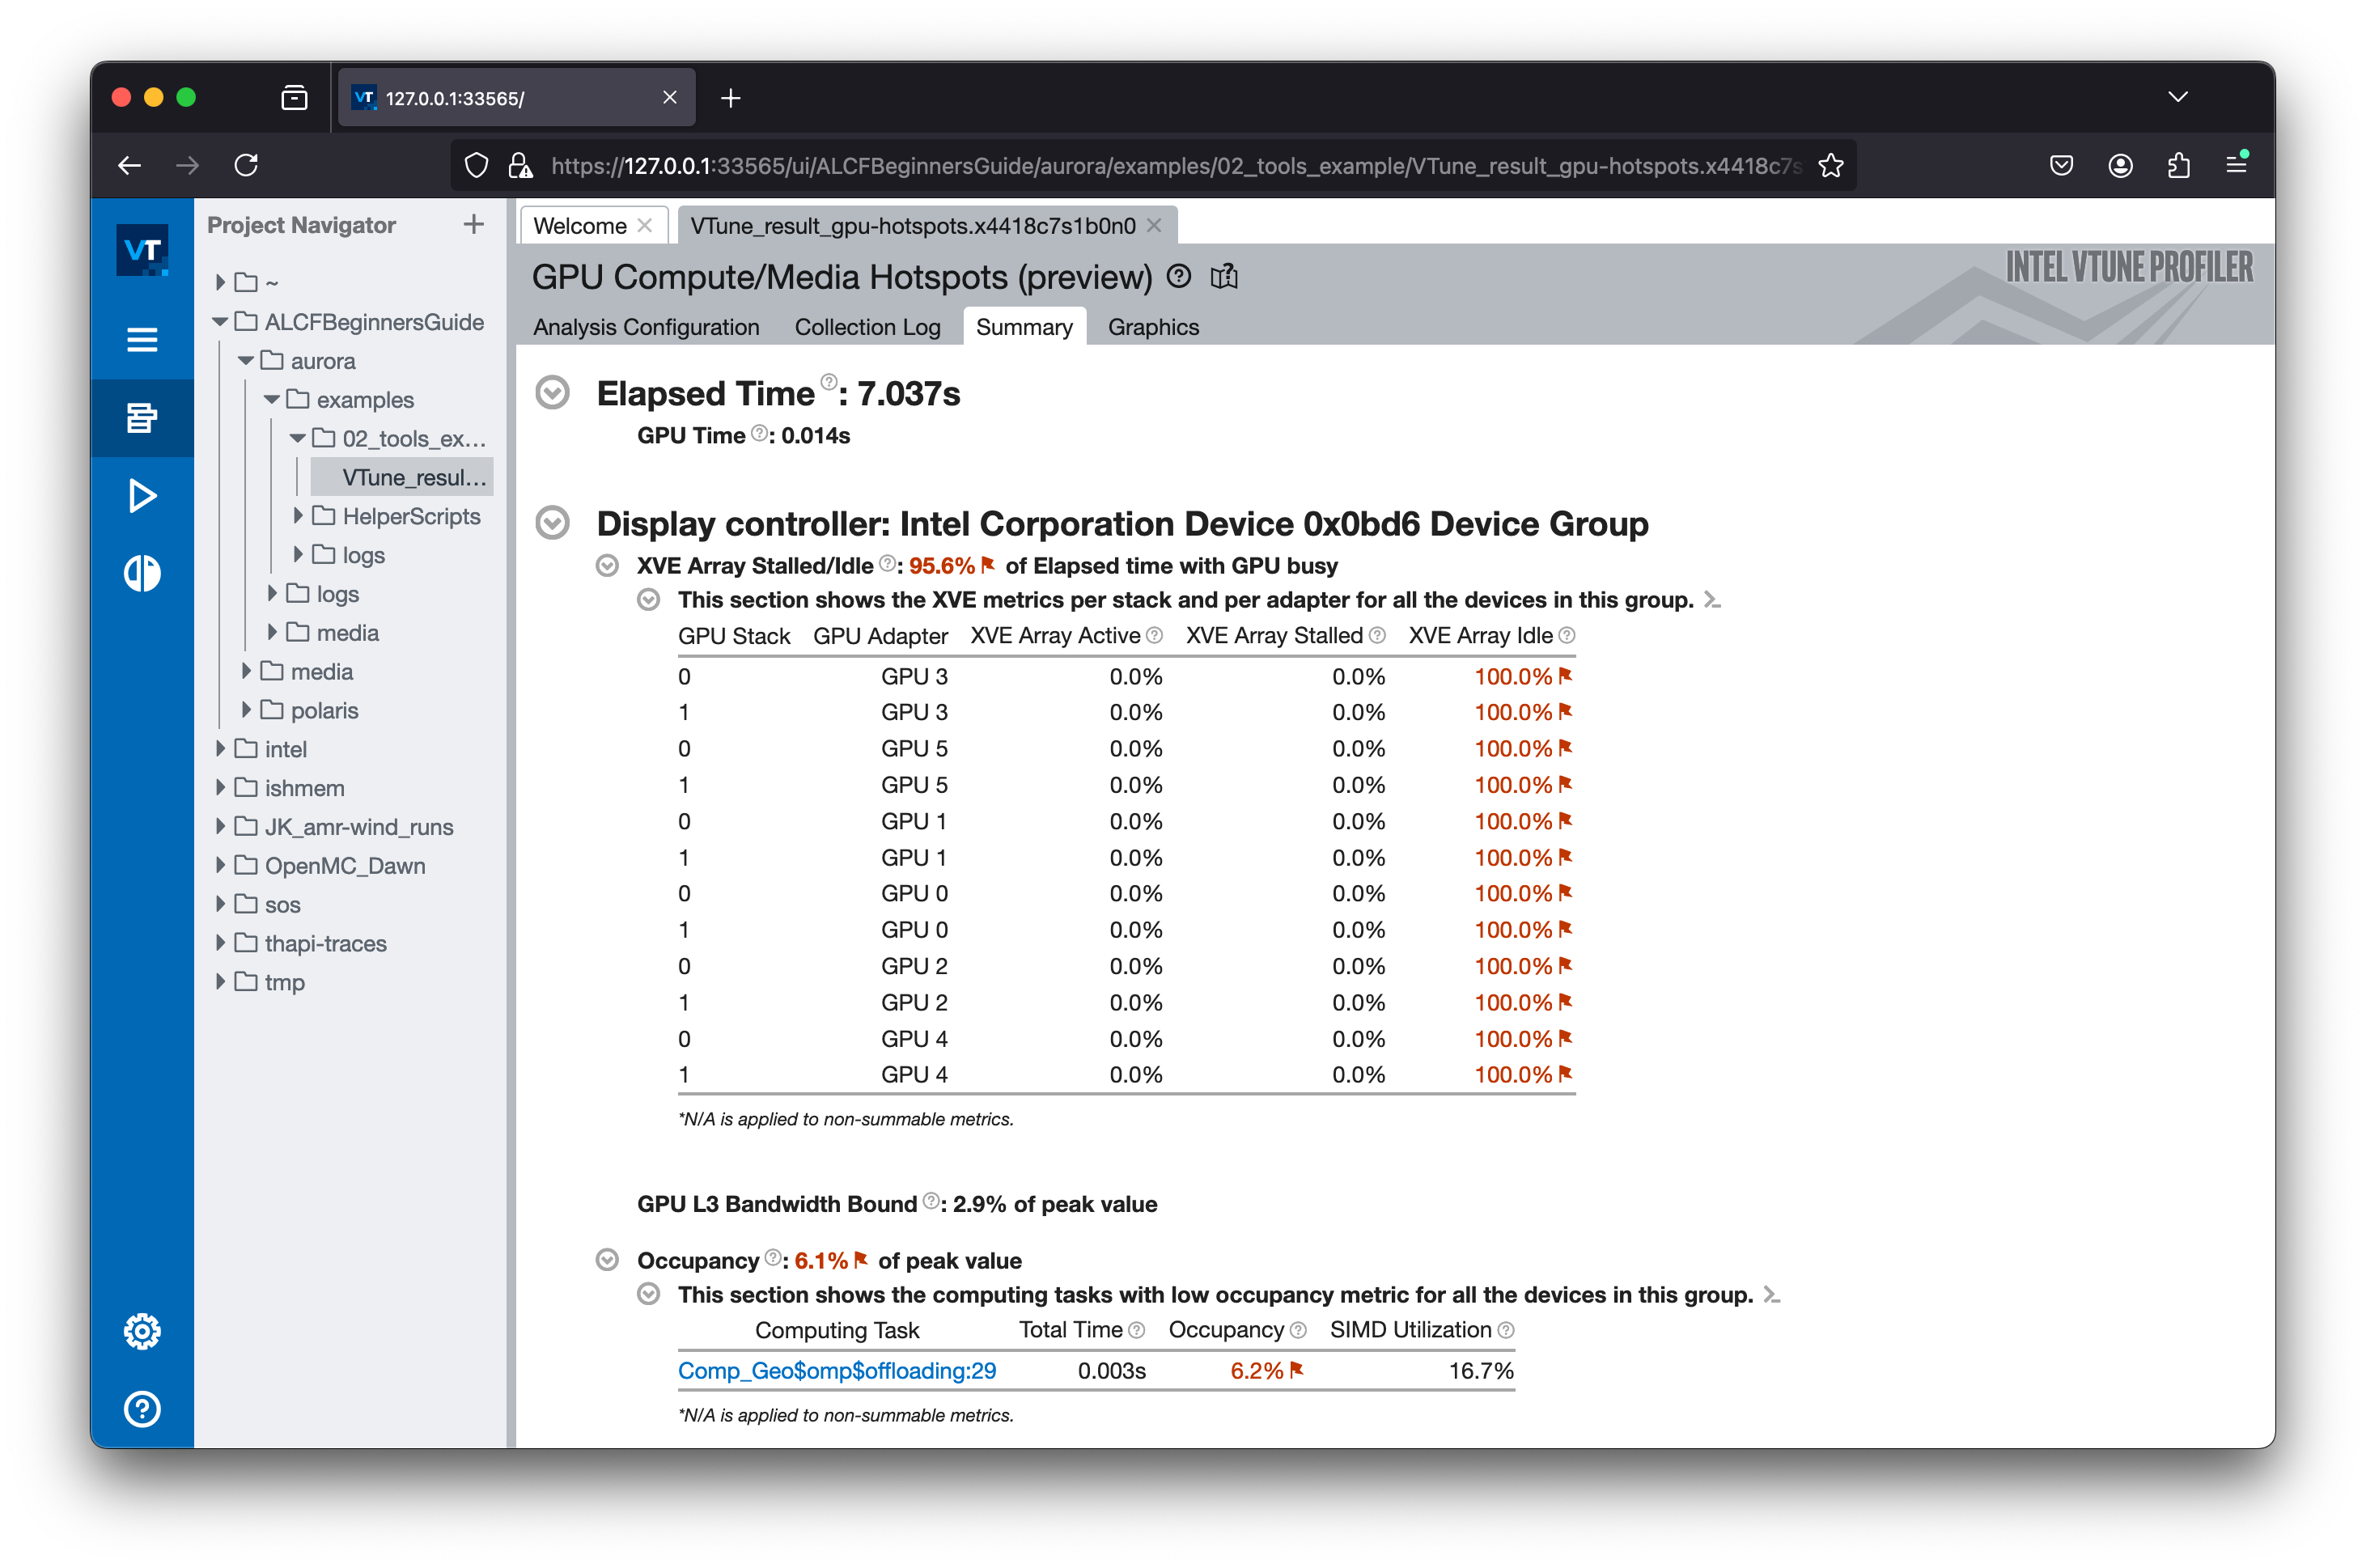 VT 127.0.0.1:33565/
https://127.0.0.1:33565/ui/ALCFBeginnersGuide/aurora/examples/02_tools_example/VTune_result_gpu-hotspots.x4418c7s
VT
Project Navigator
~
ALCFBeginnersGuide
aurora
examples
02_tools_ex...
VTune_resul...
HelperScripts
logs
logs
media
media
polaris
intel
ishmem
JK_amr-wind_runs
OpenMC_Dawn
sos
thapi-traces
tmp
Welcome VTune_result_gpu-hotspots.x4418c7s1b0n0
GPU Compute/Media Hotspots (preview)
INTEL VTUNE PROFILER
Analysis Configuration Collection Log Summary Graphics
Elapsed Time ?: 7.037s
GPU Time ?: 0.014s
Display controller: Intel Corporation Device 0x0bd6 Device Group
XVE Array Stalled/Idle ?: 95.6% of Elapsed time with GPU busy
This section shows the XVE metrics per stack and per adapter for all the devices in this group.
GPU Stack GPU Adapter XVE Array Active ? XVE Array Stalled ? XVE Array Idle ?
0 GPU 3 0.0% 0.0% 100.0%
1 GPU 3 0.0% 0.0% 100.0%
0 GPU 5 0.0% 0.0% 100.0%
1 GPU 5 0.0% 0.0% 100.0%
0 GPU 1 0.0% 0.0% 100.0%
1 GPU 1 0.0% 0.0% 100.0%
0 GPU 0 0.0% 0.0% 100.0%
1 GPU 0 0.0% 0.0% 100.0%
0 GPU 2 0.0% 0.0% 100.0%
1 GPU 2 0.0% 0.0% 100.0%
0 GPU 4 0.0% 0.0% 100.0%
1 GPU 4 0.0% 0.0% 100.0%
*N/A is applied to non-summable metrics.
GPU L3 Bandwidth Bound ?: 2.9% of peak value
Occupancy ?: 6.1% of peak value
This section shows the computing tasks with low occupancy metric for all the devices in this group.
Computing Task Total Time ? Occupancy ? SIMD Utilization ?
Comp_Geo$omp$offloading:29 0.003s 6.2% 16.7%
*N/A is applied to non-summable metrics.